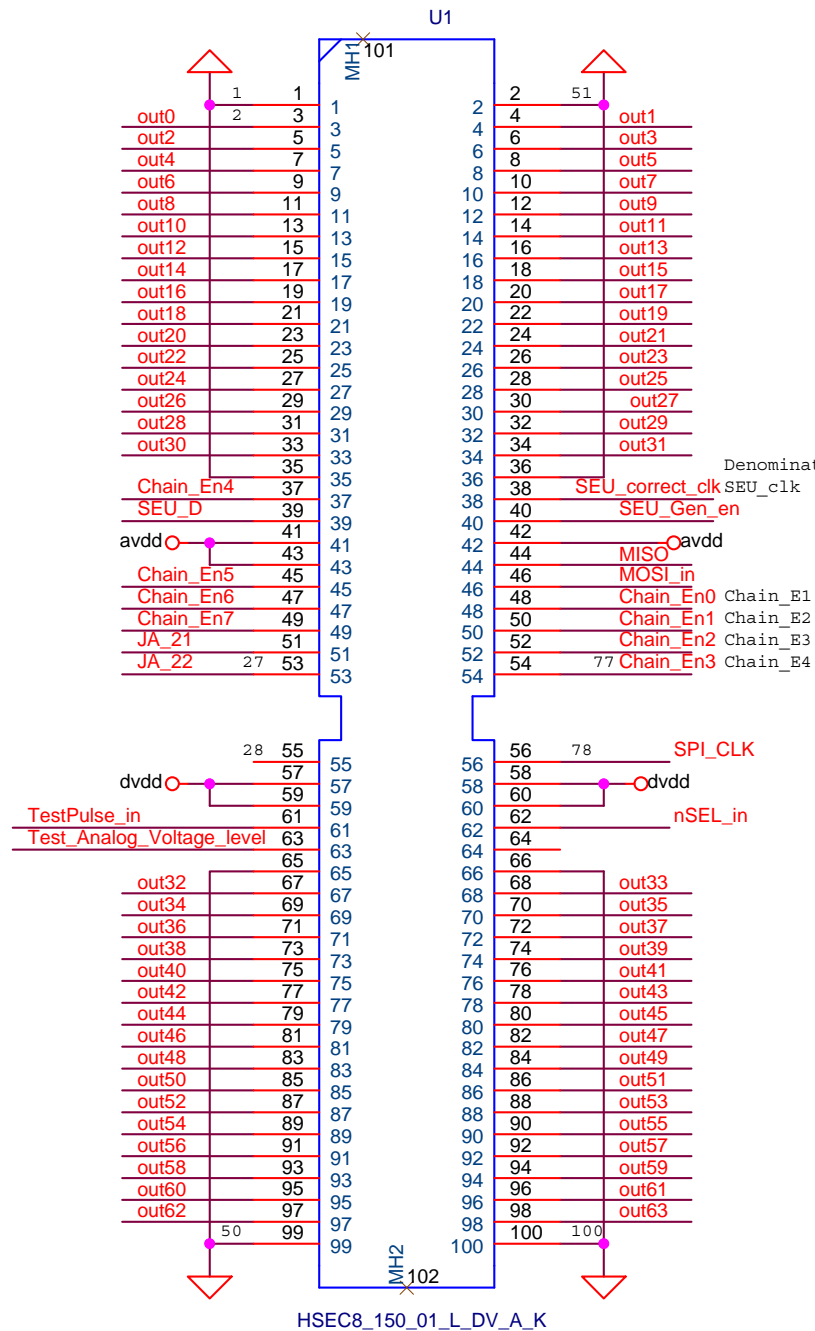 U1
MH1 101
1 1 1 2 2 51
out0 2 3 3 4 4 out1
out2 5 5 6 6 out3
out4 7 7 8 8 out5
out6 9 9 10 10 out7
out8 11 11 12 12 out9
out10 13 13 14 14 out11
out12 15 15 16 16 out13
out14 17 17 18 18 out15
out16 19 19 20 20 out17
out18 21 21 22 22 out19
out20 23 23 24 24 out21
out22 25 25 26 26 out23
out24 27 27 28 28 out25
out26 29 29 30 30 out27
out28 31 31 32 32 out29
out30 33 33 34 34 out31
35 35 36 36 Denominat
Chain_En4 37 37 38 38 SEU_correct_clk SEU_clk
SEU_D 39 39 40 40 SEU_Gen_en
avdd 41 41 42 42 avdd
43 43 44 44 MISO
Chain_En5 45 45 46 46 MOSI_in
Chain_En6 47 47 48 48 Chain_En0 Chain_E1
Chain_En7 49 49 50 50 Chain_En1 Chain_E2
JA_21 51 51 52 52 Chain_En2 Chain_E3
JA_22 27 53 53 54 54 77 Chain_En3 Chain_E4
28 55 55 56 56 78 SPI_CLK
dvdd 57 57 58 58 dvdd
59 59 60 60
TestPulse_in 61 61 62 62 nSEL_in
Test_Analog_Voltage_level 63 63 64 64
65 65 66 66
out32 67 67 68 68 out33
out34 69 69 70 70 out35
out36 71 71 72 72 out37
out38 73 73 74 74 out39
out40 75 75 76 76 out41
out42 77 77 78 78 out43
out44 79 79 80 80 out45
out46 81 81 82 82 out47
out48 83 83 84 84 out49
out50 85 85 86 86 out51
out52 87 87 88 88 out53
out54 89 89 90 90 out55
out56 91 91 92 92 out57
out58 93 93 94 94 out59
out60 95 95 96 96 out61
out62 97 97 98 98 out63
50 99 99 100 100 100
MH2 102
HSEC8_150_01_L_DV_A_K